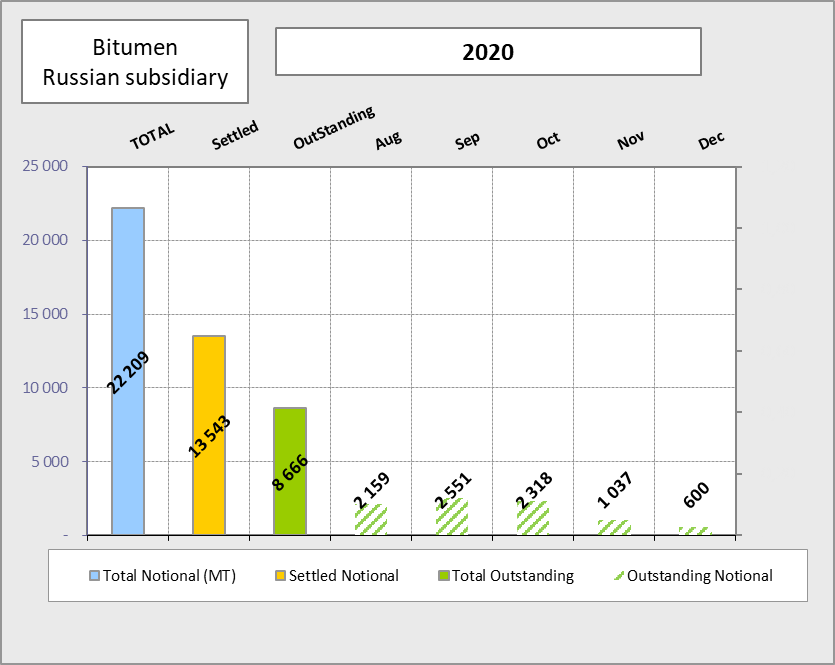 Bitumen
Russian subsidiary
2020
TOTAL
Settled
OutStanding
Aug
Sep
Oct
Nov
Dec
25 000
20 000
15 000
10 000
5 000
-
22 209
13 543
8 666
2 159
2 551
2 318
1 037
600
Total Notional (MT)
Settled Notional
Total Outstanding
Outstanding Notional